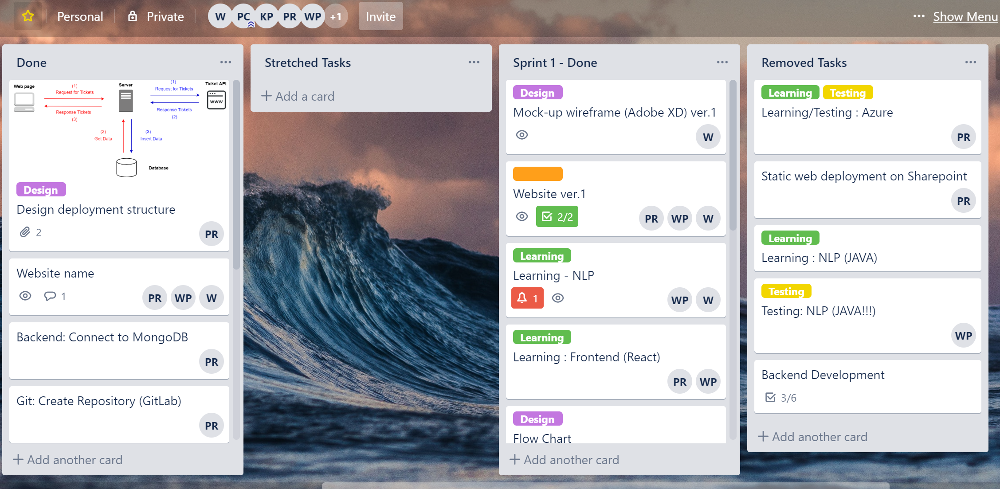 Personal
Private
W
PC
KP
PR
WP
+1
Invite
Show Menu
Done
Web page
(1)
Request for Tickets
Server
(1)
Request for Tickets
Ticket API
www
Response Tickets
(3)
Response Tickets
(2)
(2)
Get Data
(3)
Insert Data
Database
Design
Design deployment structure
2
PR
Website name
1
PR
WP
W
Backend: Connect to MongoDB
PR
Git: Create Repository (GitLab)
PR
Add another card
Stretched Tasks
Add a card
Sprint 1 - Done
Design
Mock-up wireframe (Adobe XD) ver.1
W
Website ver.1
2/2
PR
WP
W
Learning
Learning - NLP
1
WP
W
Learning
Learning : Frontend (React)
PR
WP
Design
Flow Chart
Add another card
Removed Tasks
Learning
Testing
Learning/Testing : Azure
PR
Static web deployment on Sharepoint
PR
Learning
Learning : NLP (JAVA)
Testing
Testing: NLP (JAVA!!!)
WP
Backend Development
3/6
Add another card